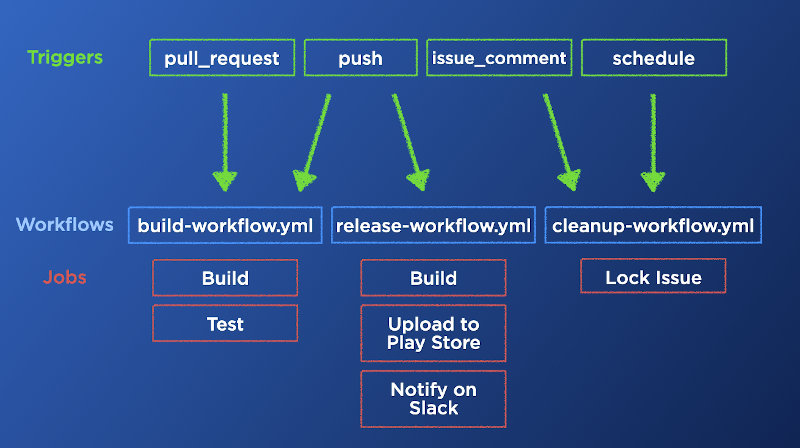 Triggers
pull_request
push
issue_comment
schedule
Workflows
build-workflow.yml
release-workflow.yml
cleanup-workflow.yml
Jobs
Build
Build
Lock Issue
Test
Upload to
Play Store
Notify on
Slack